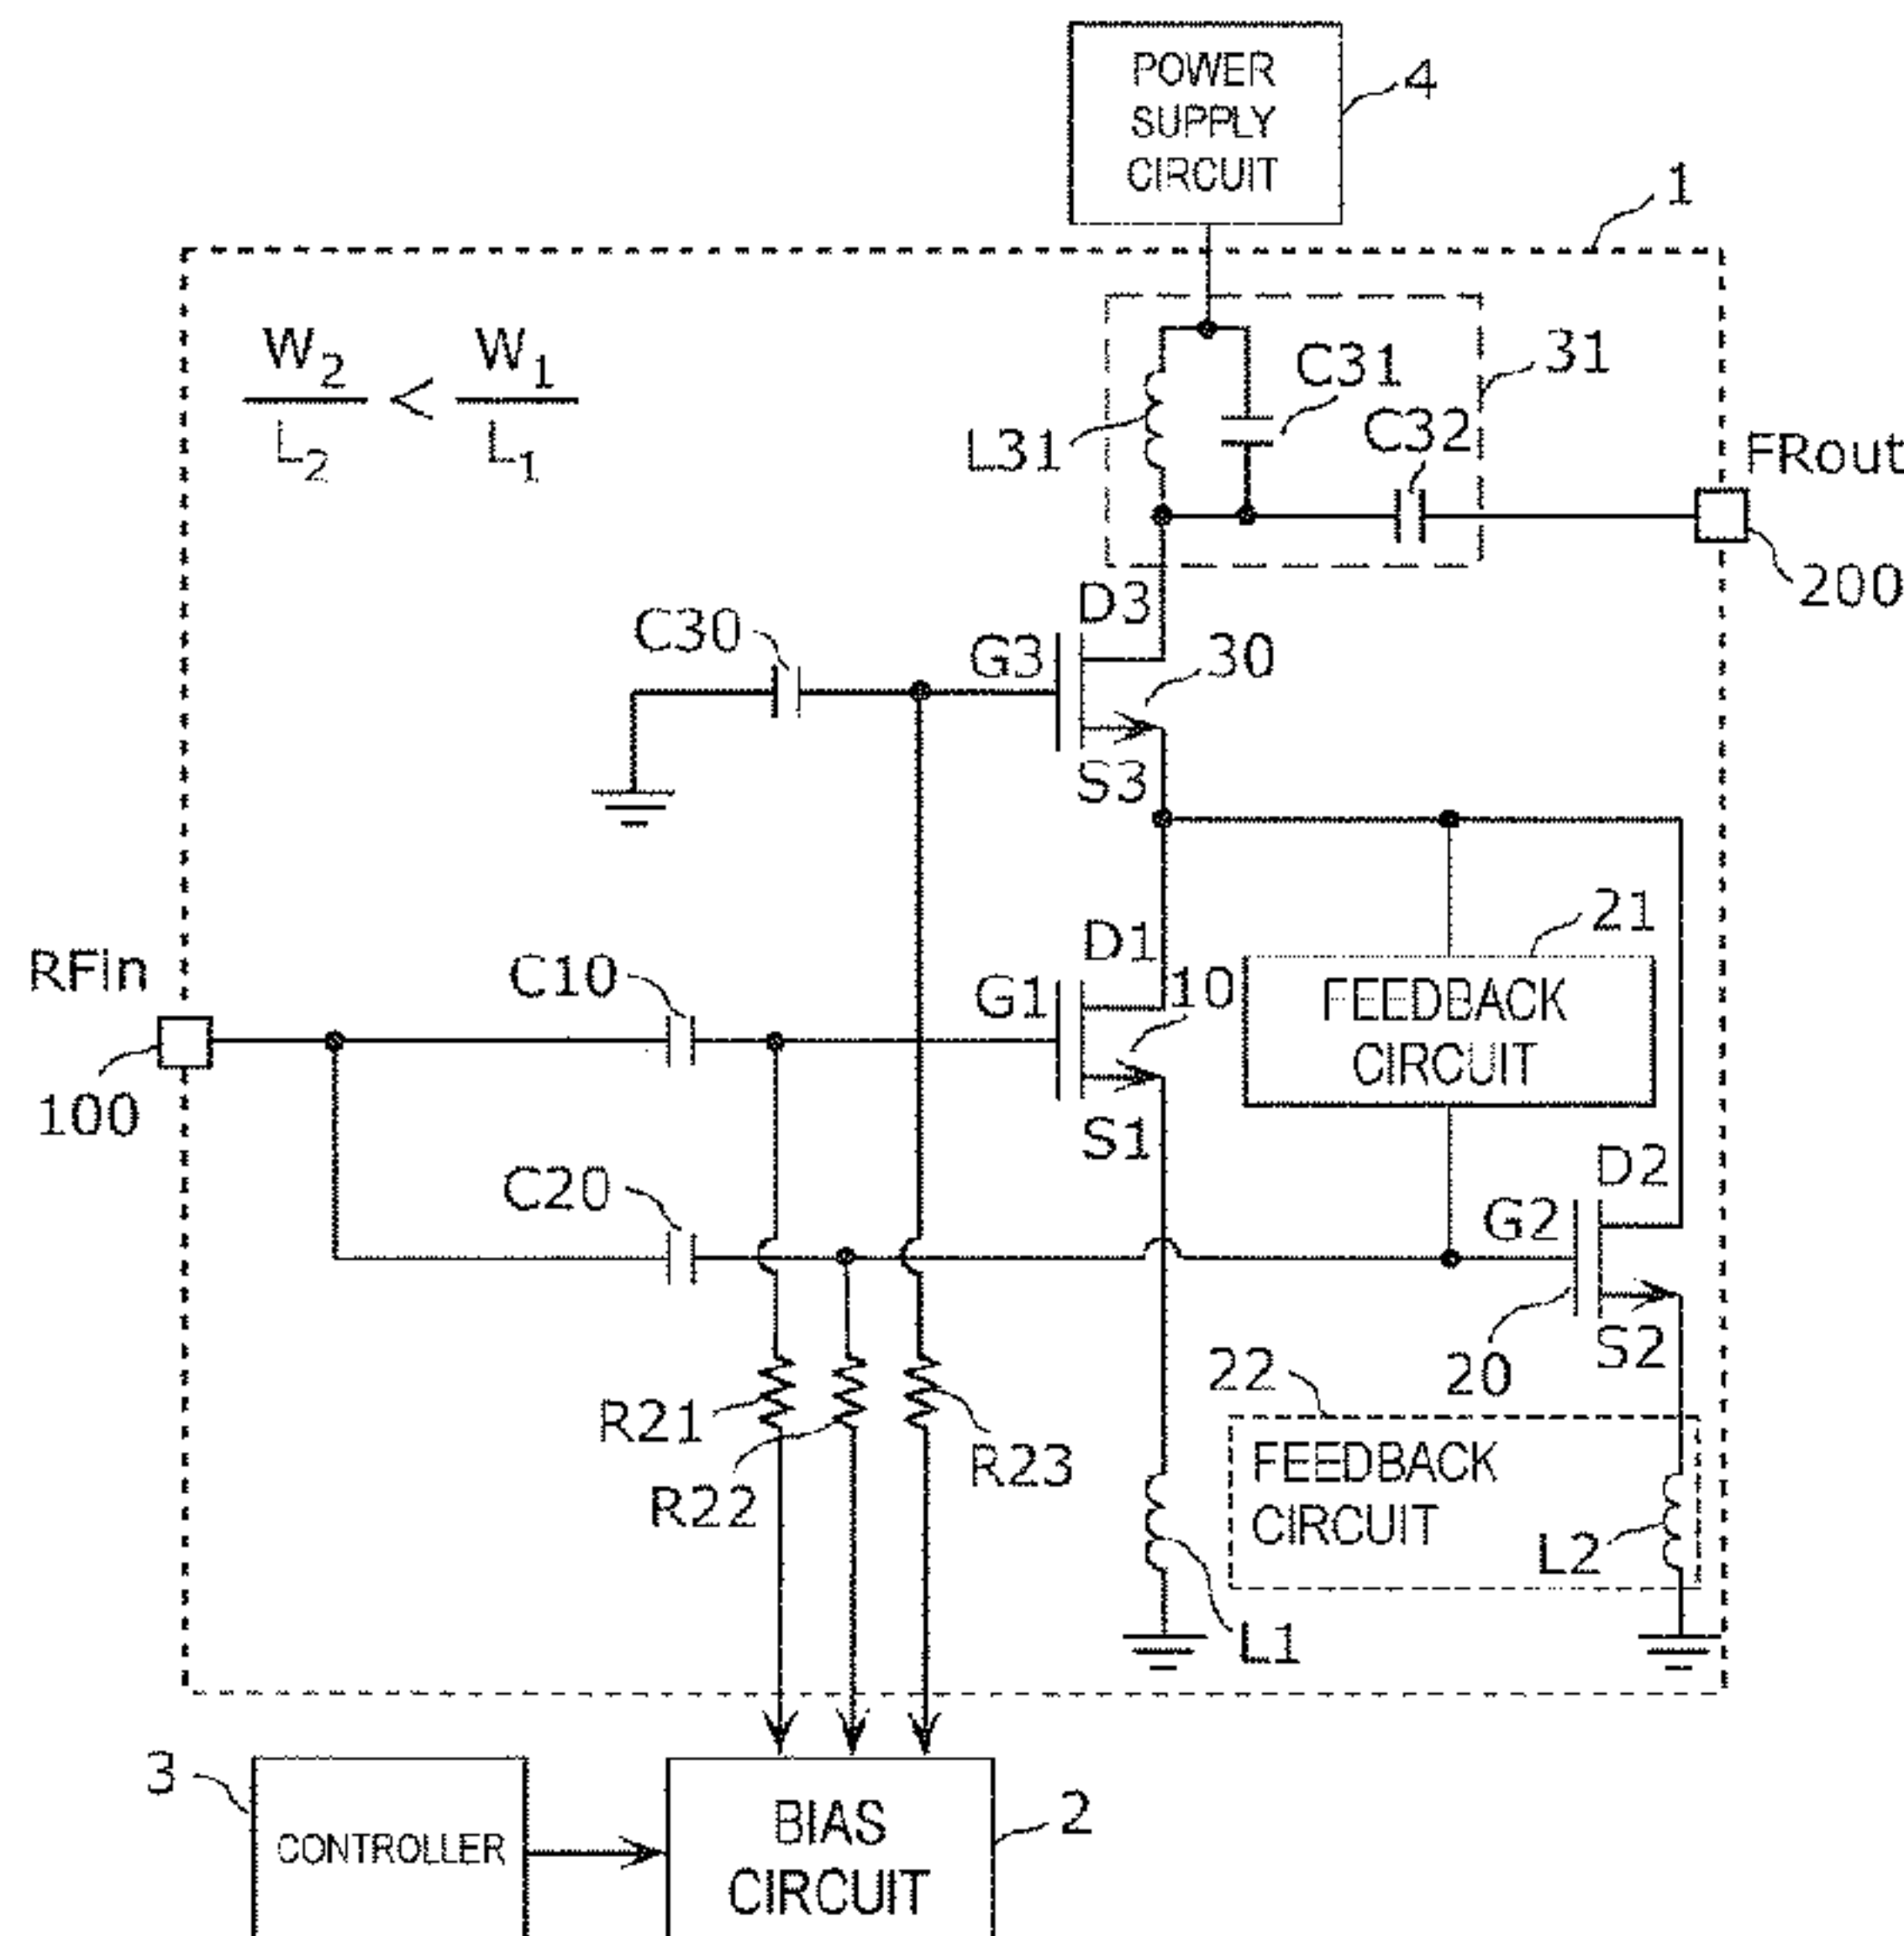 POWER
SUPPLY
CIRCUIT
4
1
W2
L2
<
W1
L1
31
C31
C32
L31
FRout
200
D3
C30
G3
30
S3
21
D1
RFin
C10
G1
10
FEEDBACK
CIRCUIT
100
S1
C20
D2
G2
22
20
S2
R21
R22
R23
FEEDBACK
CIRCUIT
L2
L1
3
CONTROLLER
BIAS
CIRCUIT
2